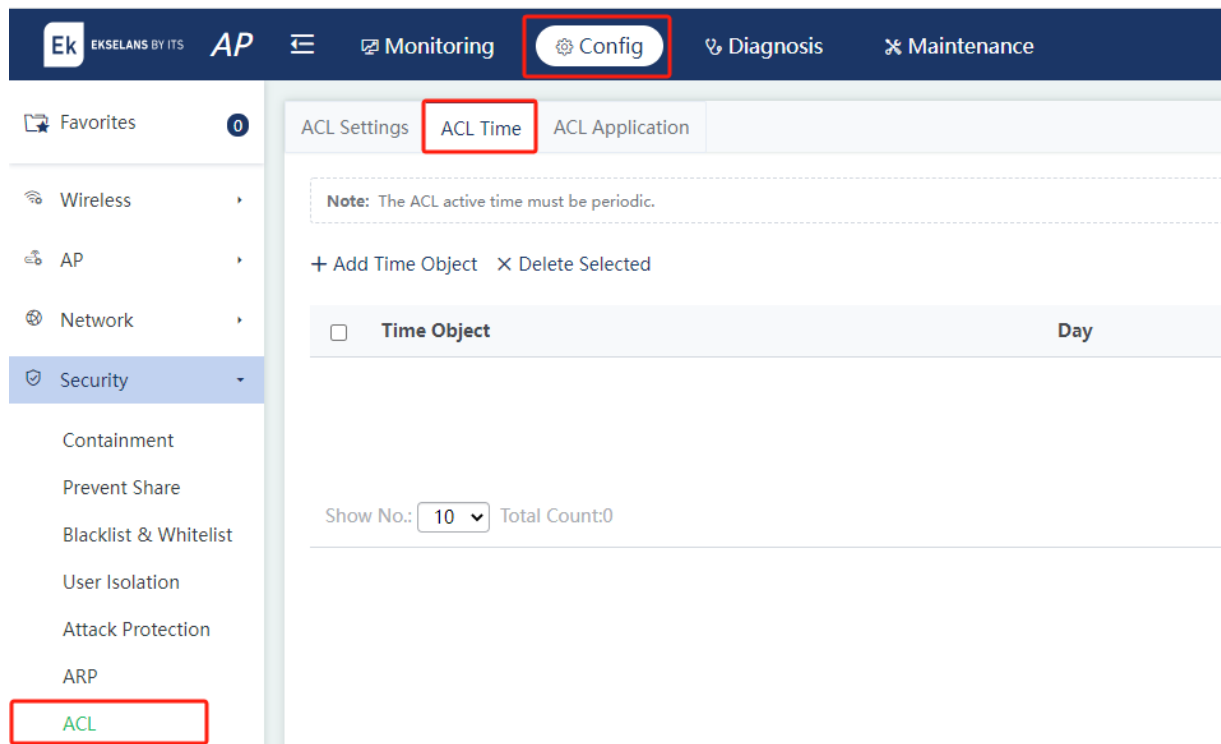 Ek EKSELANS BY ITS AP Monitoring Config Diagnosis Maintenance
Favorites 0
ACL Settings ACL Time ACL Application
Wireless
Note: The ACL active time must be periodic.
AP
+ Add Time Object × Delete Selected
Network
Time Object Day
Security
Containment
Prevent Share
Show No.: 10 Total Count:0
Blacklist & Whitelist
User Isolation
Attack Protection
ARP
ACL